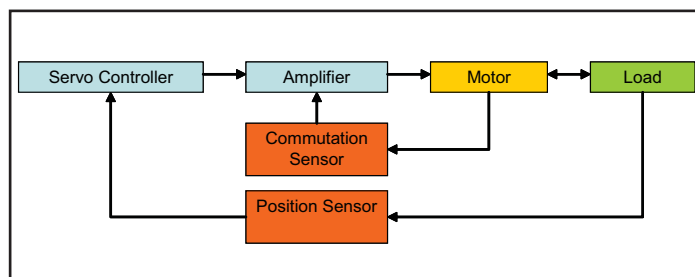 Servo Controller
Amplifier
Motor
Load
Commutation
Sensor
Position Sensor